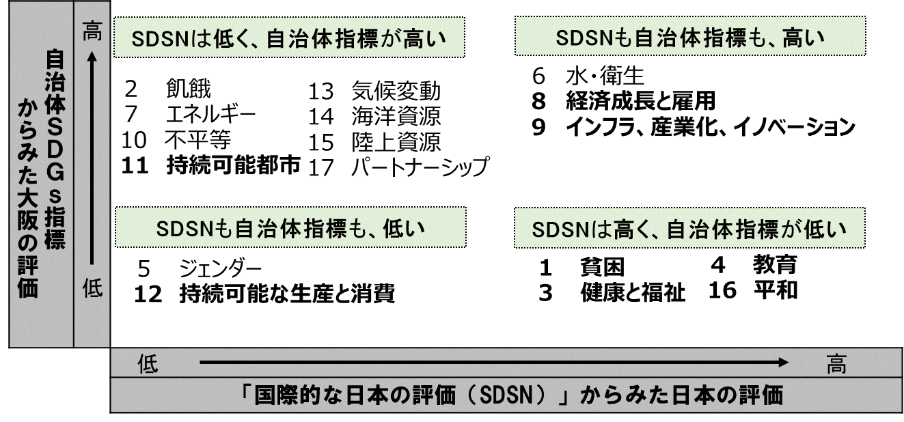 自治体SDGs指標
からみた大阪の評価
高
低
SDSNは低く、自治体指標が高い
2 飢餓
7 エネルギー
10 不平等
11 持続可能都市
13 気候変動
14 海洋資源
15 陸上資源
17 パートナーシップ
SDSNも自治体指標も、高い
6 水・衛生
8 経済成長と雇用
9 インフラ、産業化、イノベーション
SDSNも自治体指標も、低い
5 ジェンダー
12 持続可能な生産と消費
SDSNは高く、自治体指標が低い
1 貧困
3 健康と福祉
4 教育
16 平和
低
高
「国際的な日本の評価（SDSN）」からみた日本の評価